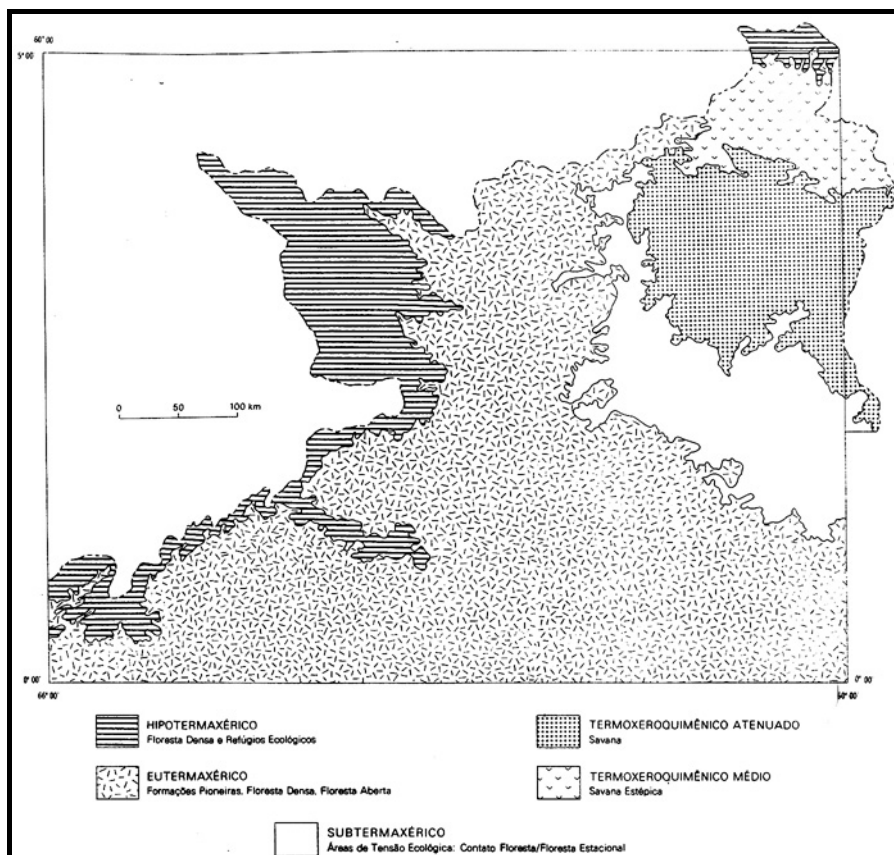 60° 00'
5° 00'
0 50 100 km
0° 00'
0° 00'
66° 00'
60° 00'
HIPOTERMAXÉRICO
Floresta Densa e Refúgios Ecológicos
TERMOXEROQUIMÊNICO ATENUADO
Savana
EUTERMAXÉRICO
Formações Pioneiras, Floresta Densa, Floresta Aberta
TERMOXEROQUIMÊNICO MÉDIO
Savana Estépica
SUBTERMAXÉRICO
Áreas de Tensão Ecológica: Contato Floresta/Floresta Estacional